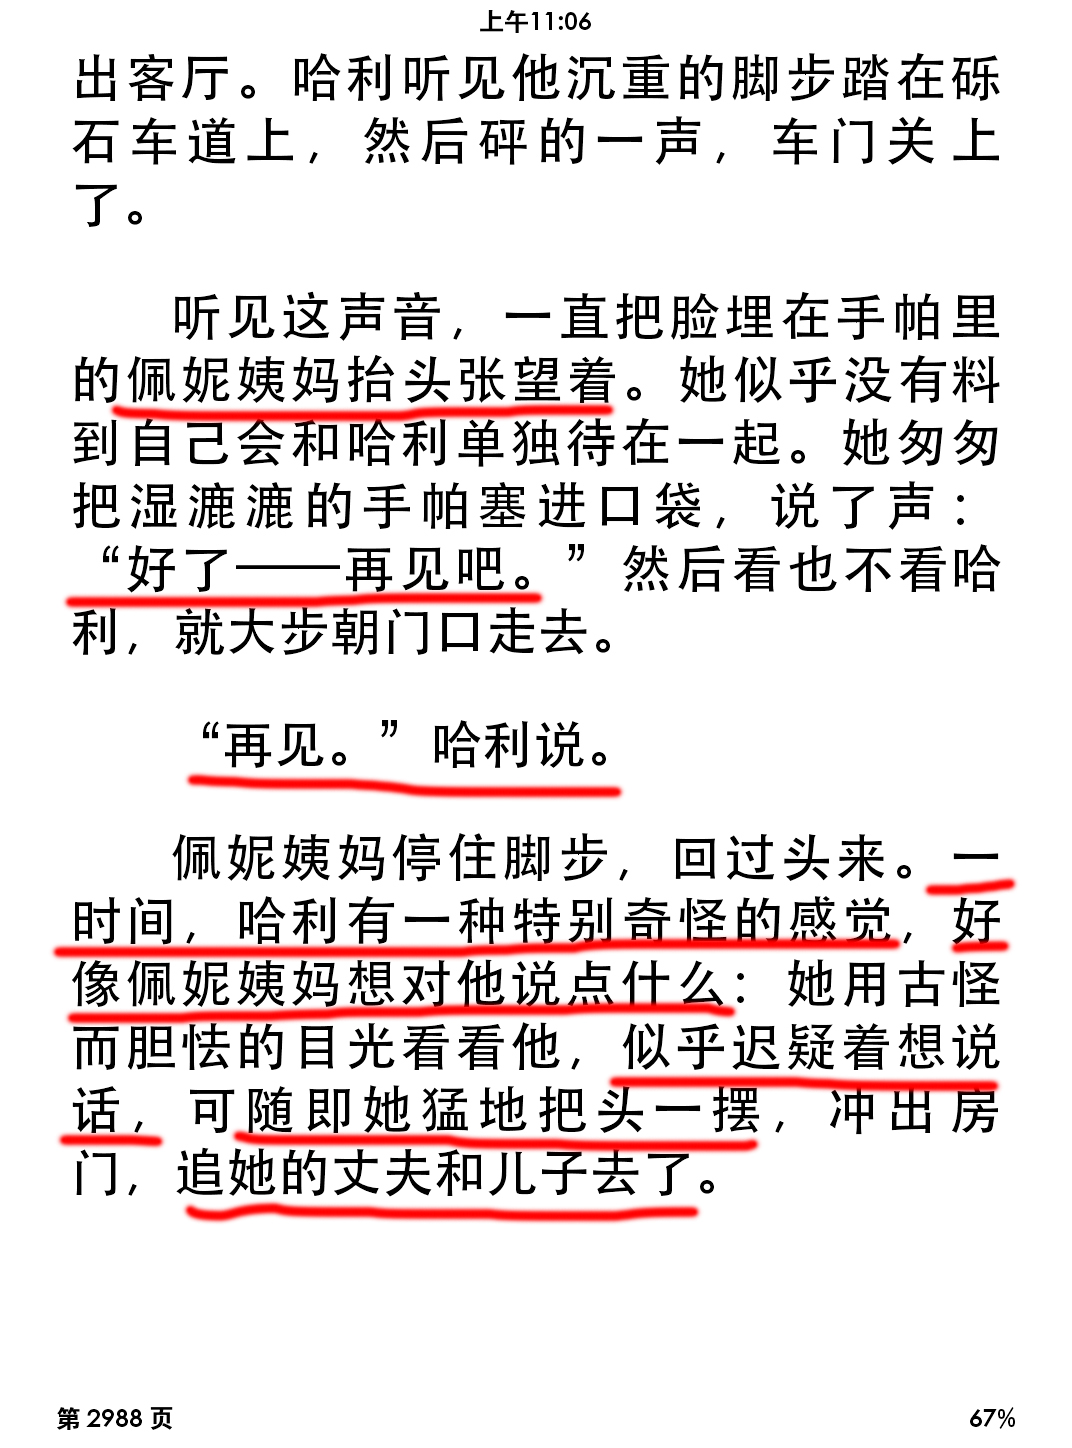 上午11:06
出客厅。哈利听见他沉重的脚步踏在砾
石车道上，然后砰的一声，车门关上
了。
听见这声音，一直把脸埋在手帕里
的佩妮姨妈抬头张望着。她似乎没有料
到自己会和哈利单独待在一起。她匆匆
把湿漉漉的手帕塞进口袋，说了声：
“好了——再见吧。”然后看也不看哈
利，就大步朝门口走去。
“再见。”哈利说。
佩妮姨妈停住脚步，回过头来。一
时间，哈利有一种特别奇怪的感觉，好
像佩妮姨妈想对他说点什么：她用古怪
而胆怯的目光看看他，似乎迟疑着想说
话，可随即她猛地把头一摆，冲出房
门，追她的丈夫和儿子去了。
第 2988 页
67%